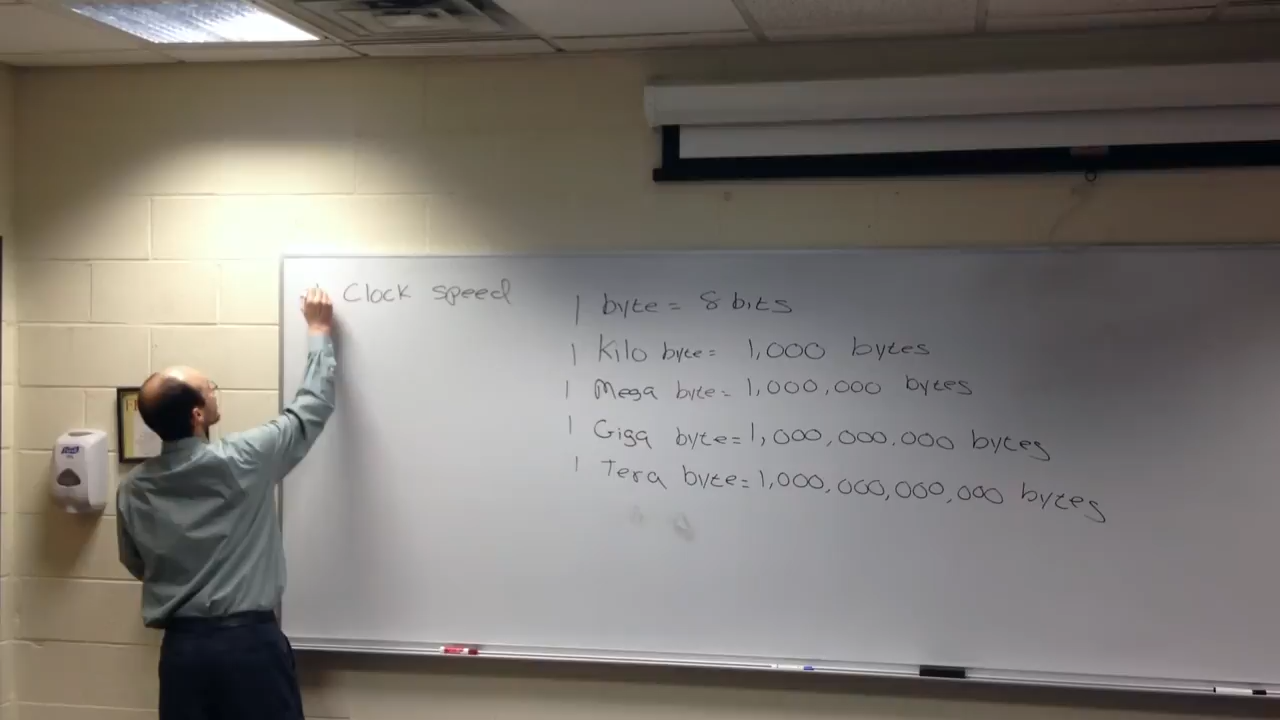 Clock speed
1 byte = 8 bits
1 Kilo byte = 1,000 bytes
1 Mega byte = 1,000,000 bytes
1 Giga byte = 1,000,000.000 bytes
1 Tera byte = 1,000,000,000,000 bytes